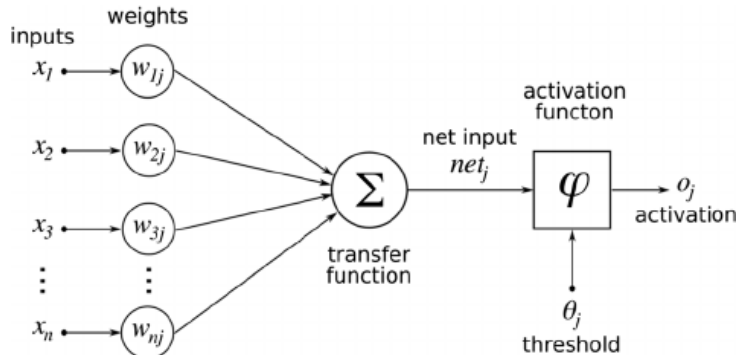 weights
inputs
x₁
w₁ⱼ
x₂
w₂ⱼ
x₃
w₃ⱼ
⋮
⋮
xₙ
wₙⱼ
Σ
transfer
function
net input
netⱼ
activation
functon
φ
oⱼ
activation
θⱼ
threshold